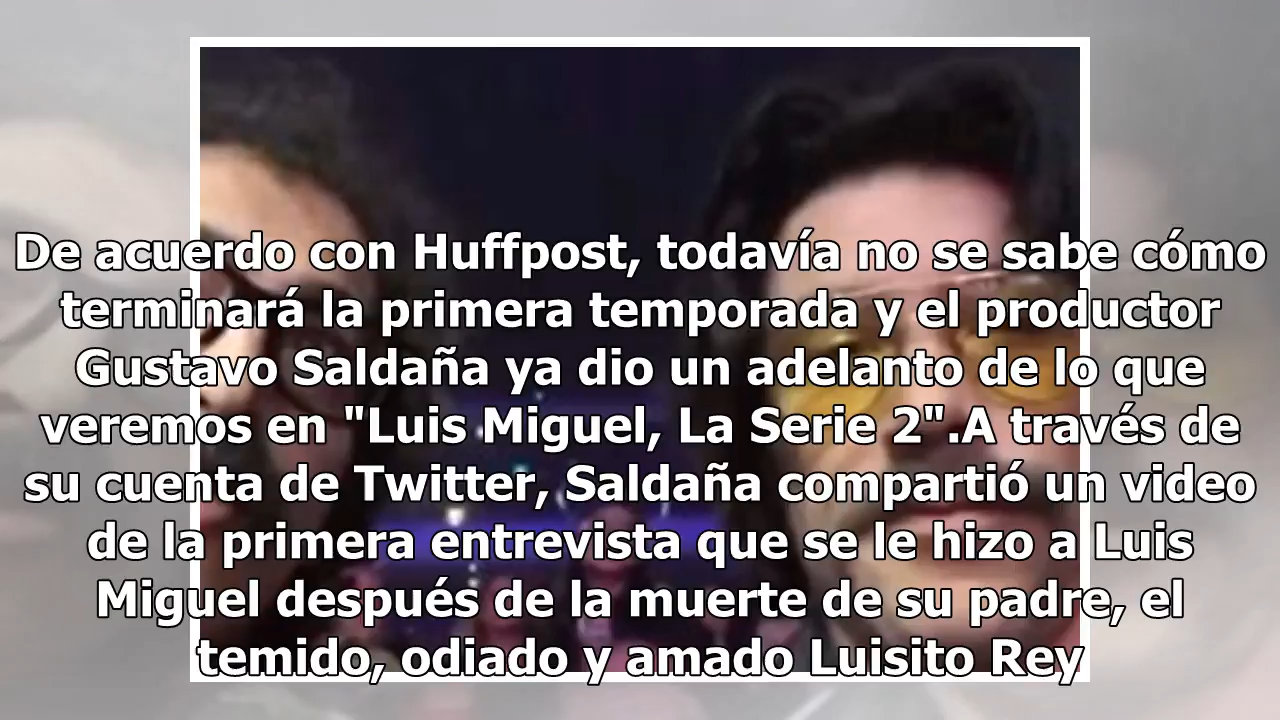 De acuerdo con Huffpost, todavía no se sabe cómo
terminará la primera temporada y el productor
Gustavo Saldaña ya dio un adelanto de lo que
veremos en "Luis Miguel, La Serie 2".A través de
su cuenta de Twitter, Saldaña compartió un video
de la primera entrevista que se le hizo a Luis
Miguel después de la muerte de su padre, el
temido, odiado y amado Luisito Rey